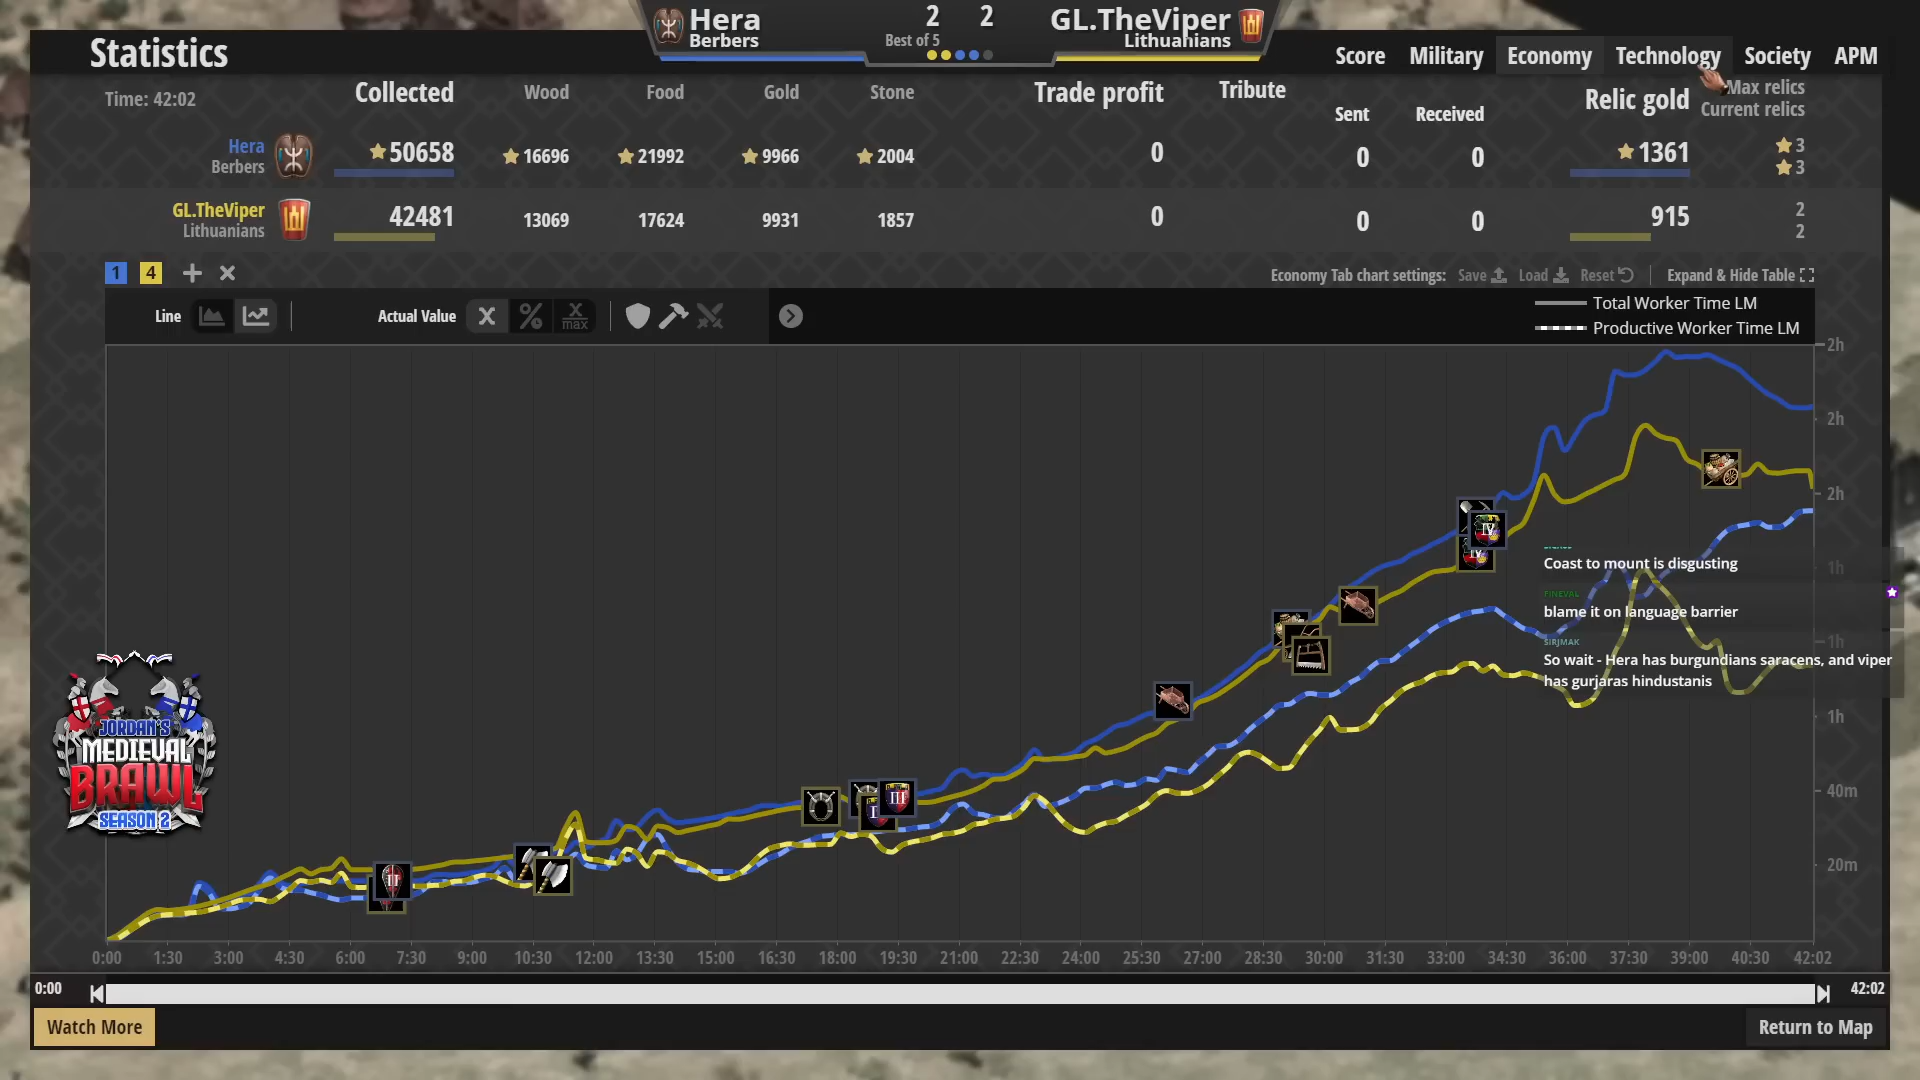 Hera
Berbers
2 2
Best of 5
GL.TheViper
Lithuanians
Statistics
Score Military Economy Technology Society APM
Time: 42:02
Collected Wood Food Gold Stone Trade profit Tribute Sent Received Relic gold Max relics
Current relics
Hera
Berbers
50658 16696 21992 9966 2004 0 0 0 1361 3
3
GL.TheViper
Lithuanians
42481 13069 17624 9931 1857 0 0 0 915 2
2
1 4
Economy Tab chart settings: Save Load Reset Expand & Hide Table
Line Actual Value X % X
max
Total Worker Time LM
Productive Worker Time LM
2h
2h
2h
1h
1h
1h
40m
20m
IV
IV
III
II
Coast to mount is disgusting
FINEVAL
blame it on language barrier
SIRJMAK
So wait - Hera has burgundians saracens, and viper
has gurjaras hindustanis
JORDAN'S
MEDIEVAL
BRAWL
SEASON 2
0:00 1:30 3:00 4:30 6:00 7:30 9:00 10:30 12:00 13:30 15:00 16:30 18:00 19:30 21:00 22:30 24:00 25:30 27:00 28:30 30:00 31:30 33:00 34:30 36:00 37:30 39:00 40:30 42:02
0:00 42:02
Watch More
Return to Map